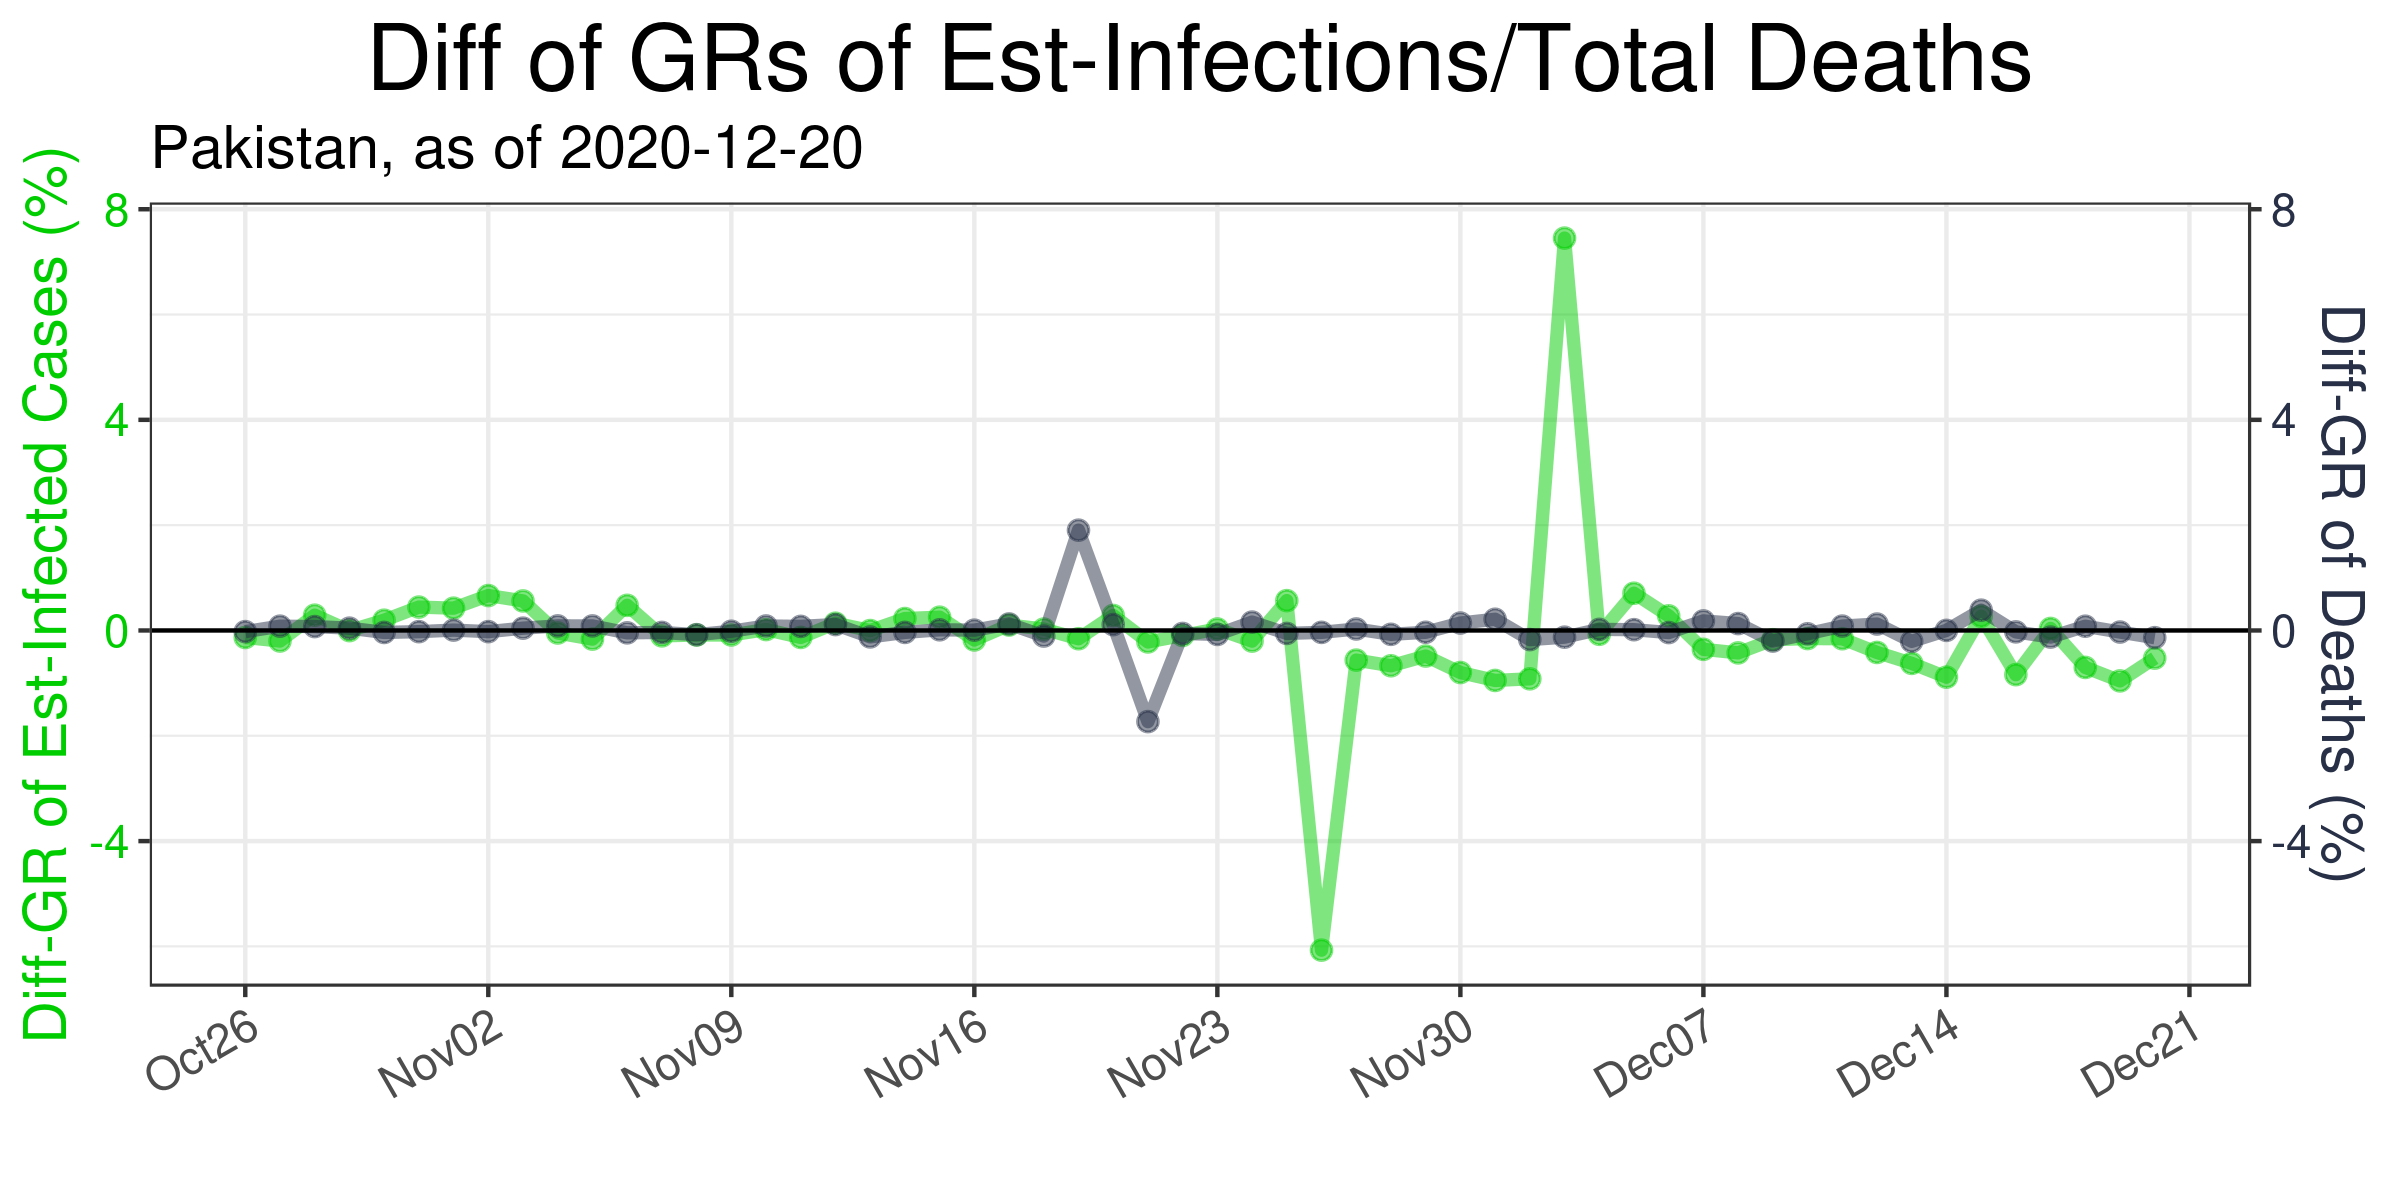 Diff of GRs of Est-Infections/Total Deaths
Pakistan, as of 2020-12-20
Diff-GR of Est-Infected Cases (%)
8
4
0
-4
8
4
0
-4
Diff-GR of Deaths (%)
Oct26
Nov02
Nov09
Nov16
Nov23
Nov30
Dec07
Dec14
Dec21